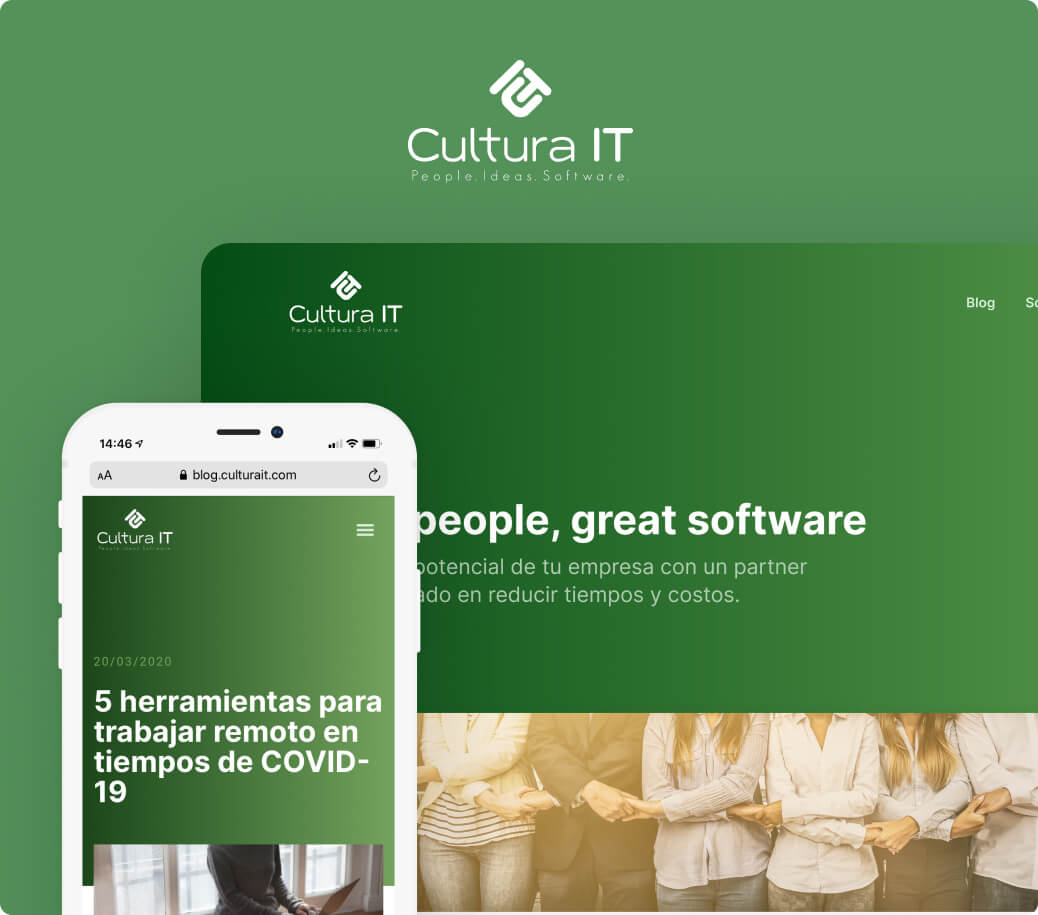 Cultura IT
People. Ideas. Software.
Cultura IT
People. Ideas. Software.
Blog
people, great software
potencial de tu empresa con un partner
ado en reducir tiempos y costos.
14:46
AA
blog.culturait.com
Cultura IT
People. Ideas. Software.
20/03/2020
5 herramientas para
trabajar remoto en
tiempos de COVID-
19